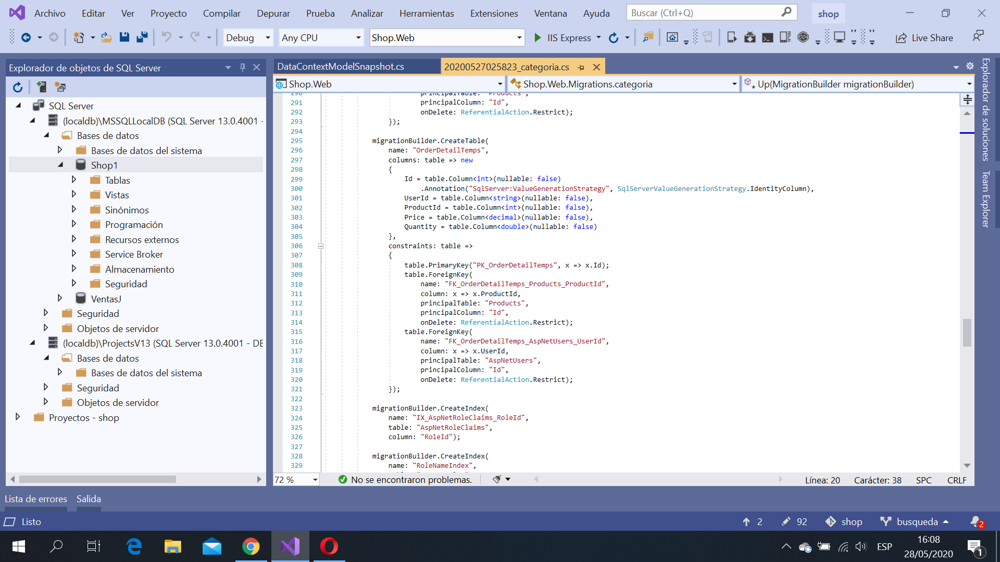 Archivo Editar Ver Proyecto Compilar Depurar Prueba Analizar Herramientas Extensiones Ventana Ayuda Buscar (Ctrl+Q) shop
Debug Any CPU Shop.Web IIS Express Live Share
Explorador de objetos de SQL Server
SQL Server
(localdb)\MSSQLLocalDB (SQL Server 13.0.4001 -
Bases de datos
Bases de datos del sistema
Shop1
Tablas
Vistas
Sinónimos
Programación
Recursos externos
Service Broker
Almacenamiento
Seguridad
VentasJ
Seguridad
Objetos de servidor
(localdb)\ProjectsV13 (SQL Server 13.0.4001 - DE
Bases de datos
Bases de datos del sistema
Seguridad
Objetos de servidor
Proyectos - shop
DataContextModelSnapshot.cs 20200527025823_categoria.cs
Shop.Web Shop.Web.Migrations.categoria Up(MigrationBuilder migrationBuilder)
290 principalTable: "Products",
291 principalColumn: "Id",
292 onDelete: ReferentialAction.Restrict);
293 });
294
295 migrationBuilder.CreateTable(
296 name: "OrderDetailTemps",
297 columns: table => new
298 {
299 Id = table.Column<int>(nullable: false)
300 .Annotation("SqlServer:ValueGenerationStrategy", SqlServerValueGenerationStrategy.IdentityColumn),
301 UserId = table.Column<string>(nullable: false),
302 ProductId = table.Column<int>(nullable: false),
303 Price = table.Column<decimal>(nullable: false),
304 Quantity = table.Column<double>(nullable: false)
305 },
306 constraints: table =>
307 {
308 table.PrimaryKey("PK_OrderDetailTemps", x => x.Id);
309 table.ForeignKey(
310 name: "FK_OrderDetailTemps_Products_ProductId",
311 column: x => x.ProductId,
312 principalTable: "Products",
313 principalColumn: "Id",
314 onDelete: ReferentialAction.Restrict);
315 table.ForeignKey(
316 name: "FK_OrderDetailTemps_AspNetUsers_UserId",
317 column: x => x.UserId,
318 principalTable: "AspNetUsers",
319 principalColumn: "Id",
320 onDelete: ReferentialAction.Restrict);
321 });
322
323 migrationBuilder.CreateIndex(
324 name: "IX_AspNetRoleClaims_RoleId",
325 table: "AspNetRoleClaims",
326 column: "RoleId");
327
328 migrationBuilder.CreateIndex(
329 name: "RoleNameIndex",
72 % No se encontraron problemas. Línea: 20 Carácter: 38 SPC CRLF
Explorador de soluciones
Team Explorer
Lista de errores Salida
Listo 2 92 shop busqueda 2
ESP 16:08
28/05/2020 1